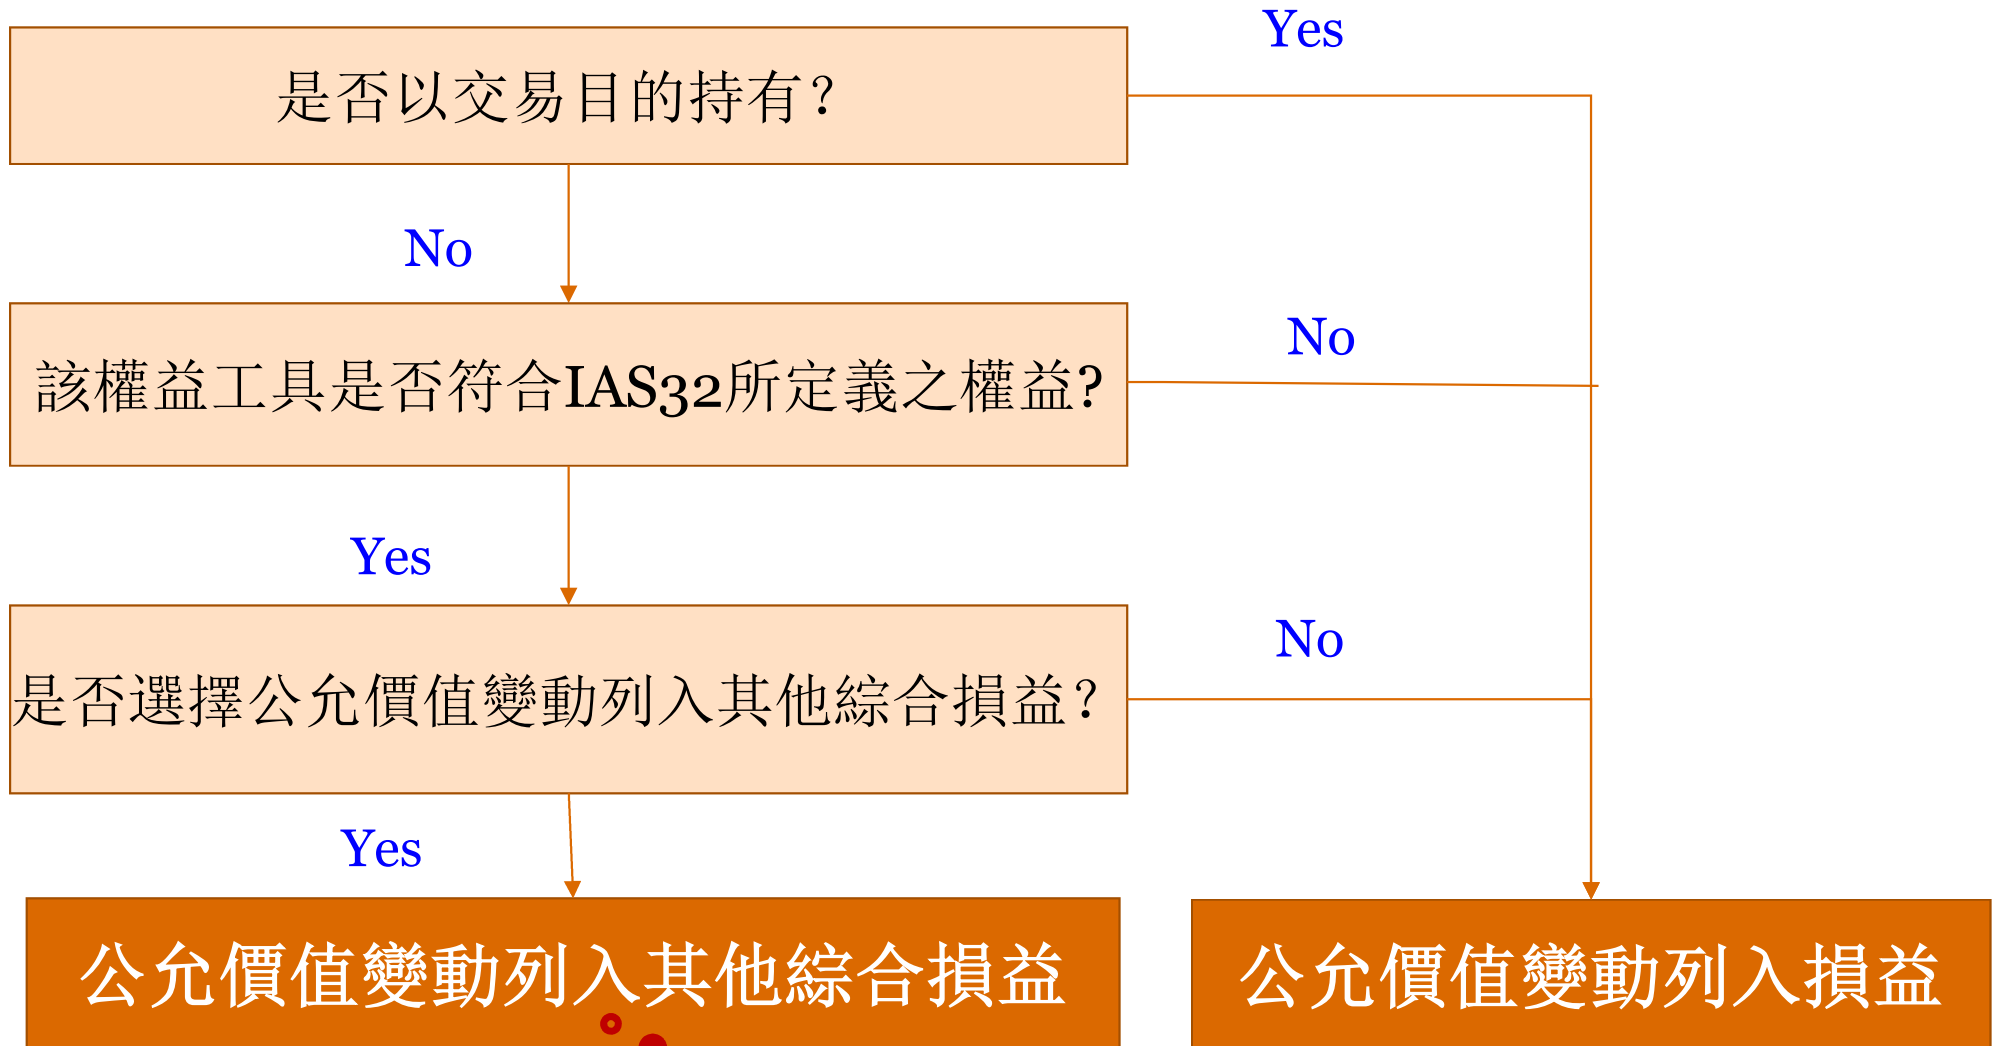 是否以交易目的持有？
Yes
No
該權益工具是否符合IAS32所定義之權益?
No
Yes
是否選擇公允價值變動列入其他綜合損益？
No
Yes
公允價值變動列入其他綜合損益
公允價值變動列入損益